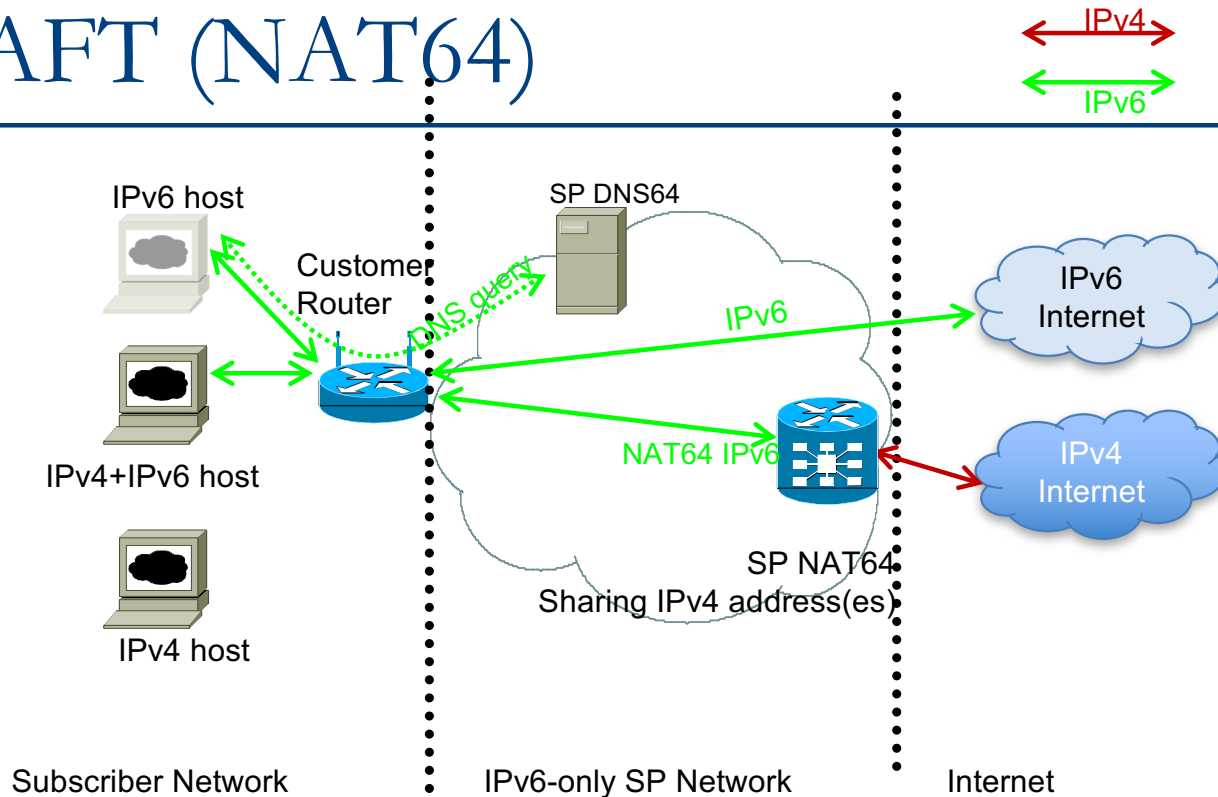 AFT (NAT64)
IPv4
IPv6
IPv6 host
SP DNS64
Customer
Router
DNS query
IPv6
IPv6
Internet
IPv4+IPv6 host
NAT64 IPv6
IPv4
Internet
SP NAT64
Sharing IPv4 address(es)
IPv4 host
Subscriber Network
IPv6-only SP Network
Internet